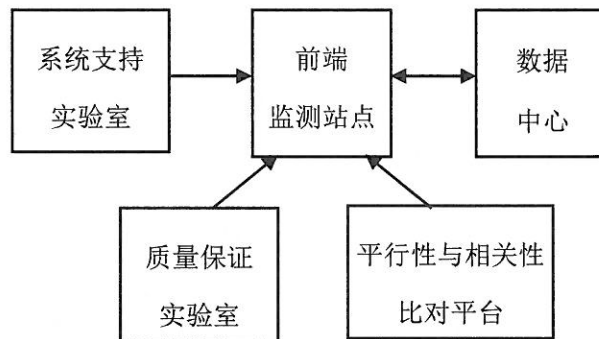 系统支持
实验室
前端
监测站点
数据
中心
质量保证
实验室
平行性与相关性
比对平台